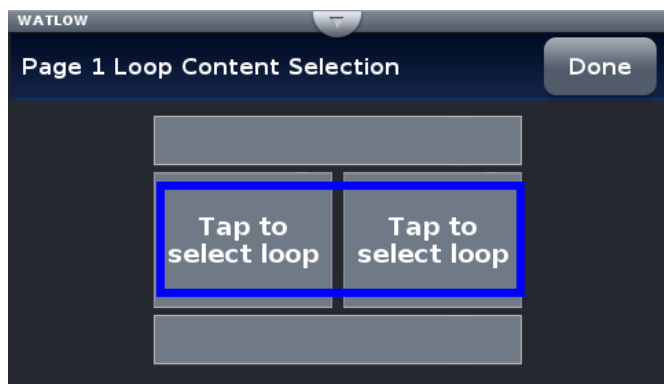 WATLOW
Page 1 Loop Content Selection
Done
Tap to
select loop
Tap to
select loop